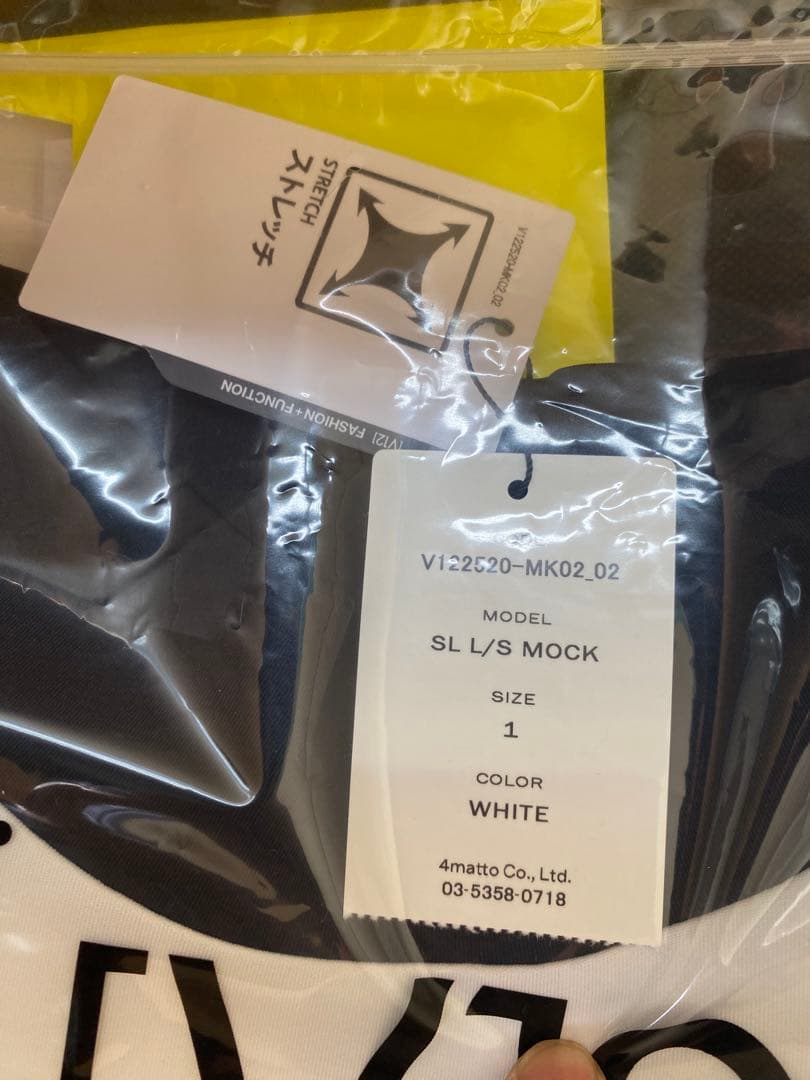 STRETCH
ストレッチ
V122520-MK02_02
[V12] FASHION+FUNCTION
V122520-MK02_02
MODEL
SL L/S MOCK
SIZE
1
COLOR
WHITE
4matto Co., Ltd.
03-5358-0718